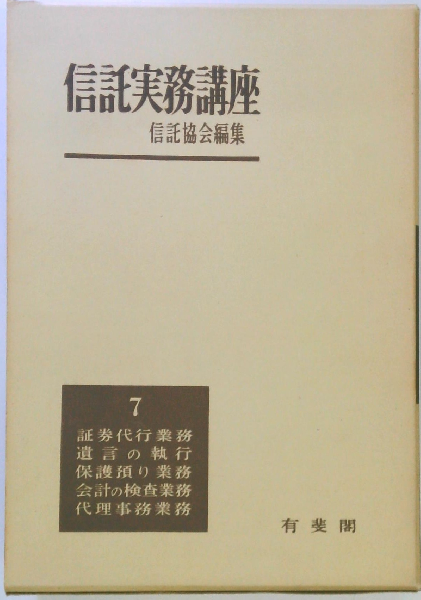 信託実務講座
信託協会編集
7
証券代行業務
遺言の執行
保護預り業務
会計の検査業務
代理事務業務
有斐閣